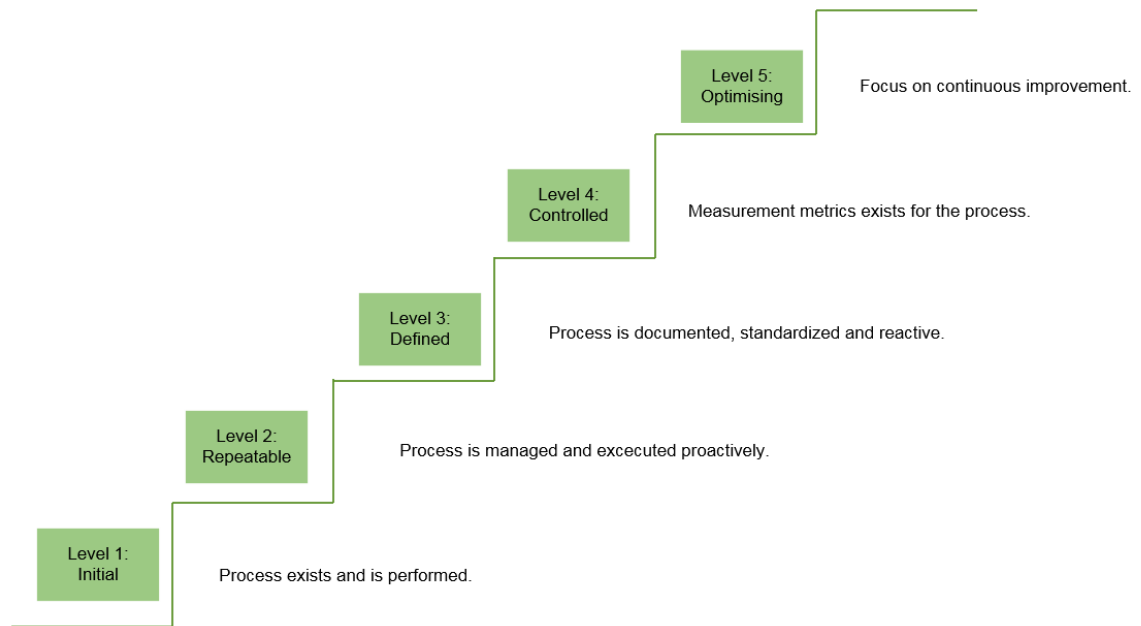 Level 5:
Optimising
Focus on continuous improvement.
Level 4:
Controlled
Measurement metrics exists for the process.
Level 3:
Defined
Process is documented, standardized and reactive.
Level 2:
Repeatable
Process is managed and excecuted proactively.
Level 1:
Initial
Process exists and is performed.